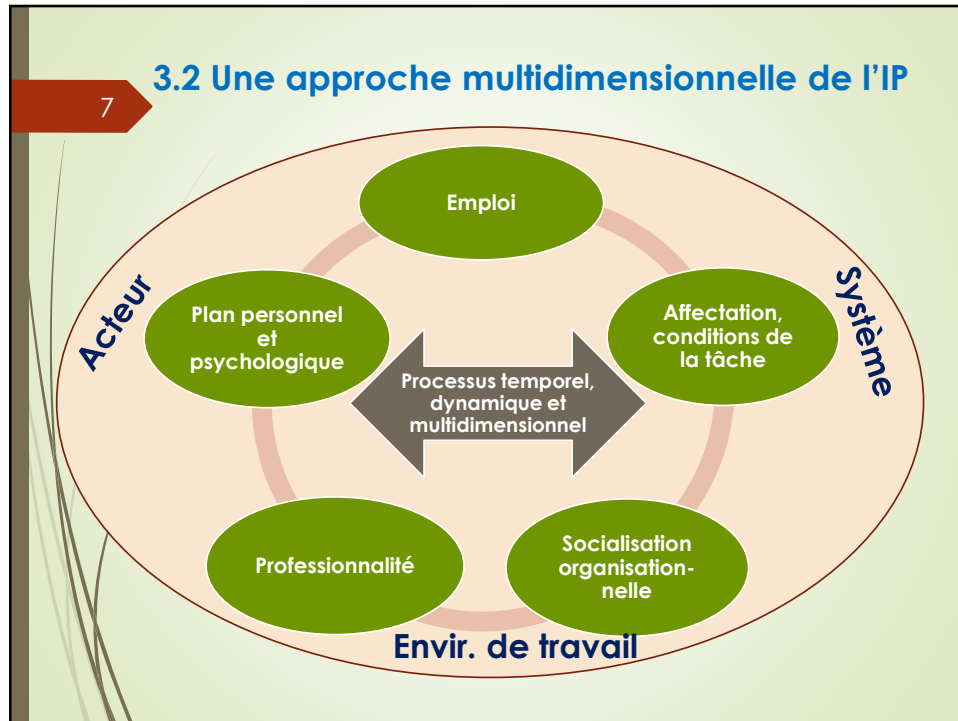 3.2 Une approche multidimensionnelle de l'IP
7
Emploi
Acteur
Système
Plan personnel
et
psychologique
Affectation,
conditions de
la tâche
Processus temporel,
dynamique et
multidimensionnel
Professionnalité
Socialisation
organisation-
nelle
Envir. de travail